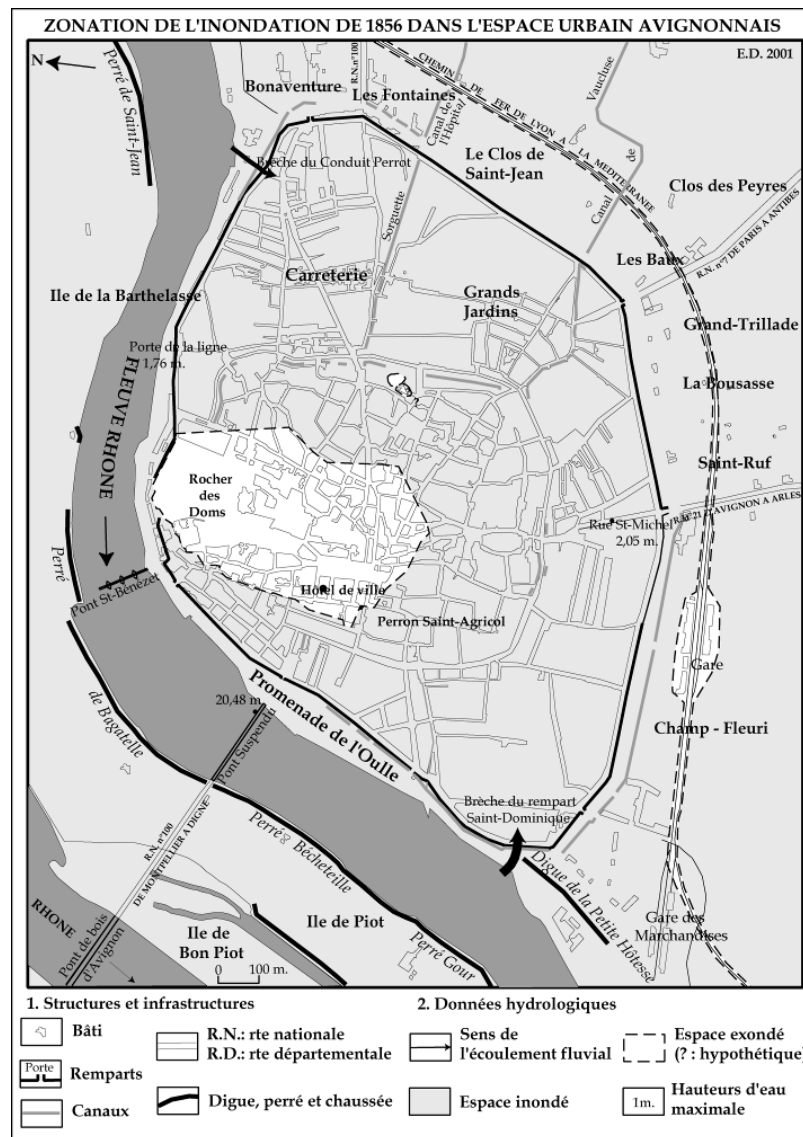 ZONATION DE L'INONDATION DE 1856 DANS L'ESPACE URBAIN AVIGNONNAIS
E.D. 2001
N
Perré de Saint-Jean
Bonaventure
R.N. n°100
Les Fontaines
Canal de
l'Hôpital
CHEMIN DE FER DE LYON A LA MEDITERANEE
Canal de Vaucluse
Brèche du Conduit Perrot
Le Clos de
Saint-Jean
Clos des Peyres
Sorguette
Les Baux
R.N. n°7 DE PARIS A ANTIBES
Ile de la Barthelasse
Carreterie
Grands
Jardins
Grand-Trillade
Porte de la ligne
1,76 m.
La Bousasse
FLEUVE RHONE
Rocher
des
Doms
Saint-Ruf
Rue St-Michel
2,05 m.
D'AVIGNON A ARLES
Perré
Pont St-Bénézet
Hôtel de ville
Perron Saint-Agricol
Gare
de Bagatelle
20,48 m.
Pont Suspendu
Promenade de l'Oulle
Champ - Fleuri
Brèche du rempart
Saint-Dominique
R.N. n°100
DE MONTPELLIER A DIGNE
Perré Bécheteille
Digue de la Petite Hôtesse
RHONE
Pont de bois
d'Avignon
Ile de
Bon Piot
Ile de Piot
Perré Gour
Gare des
Marchandises
0 100 m.
1. Structures et infrastructures
2. Données hydrologiques
Bâti
R.N.: rte nationale
R.D.: rte départementale
Sens de
l'écoulement fluvial
Espace exondé
(? : hypothétique)
Porte
Remparts
Canaux
Digue, perré et chaussée
Espace inondé
1m.
Hauteurs d'eau
maximale